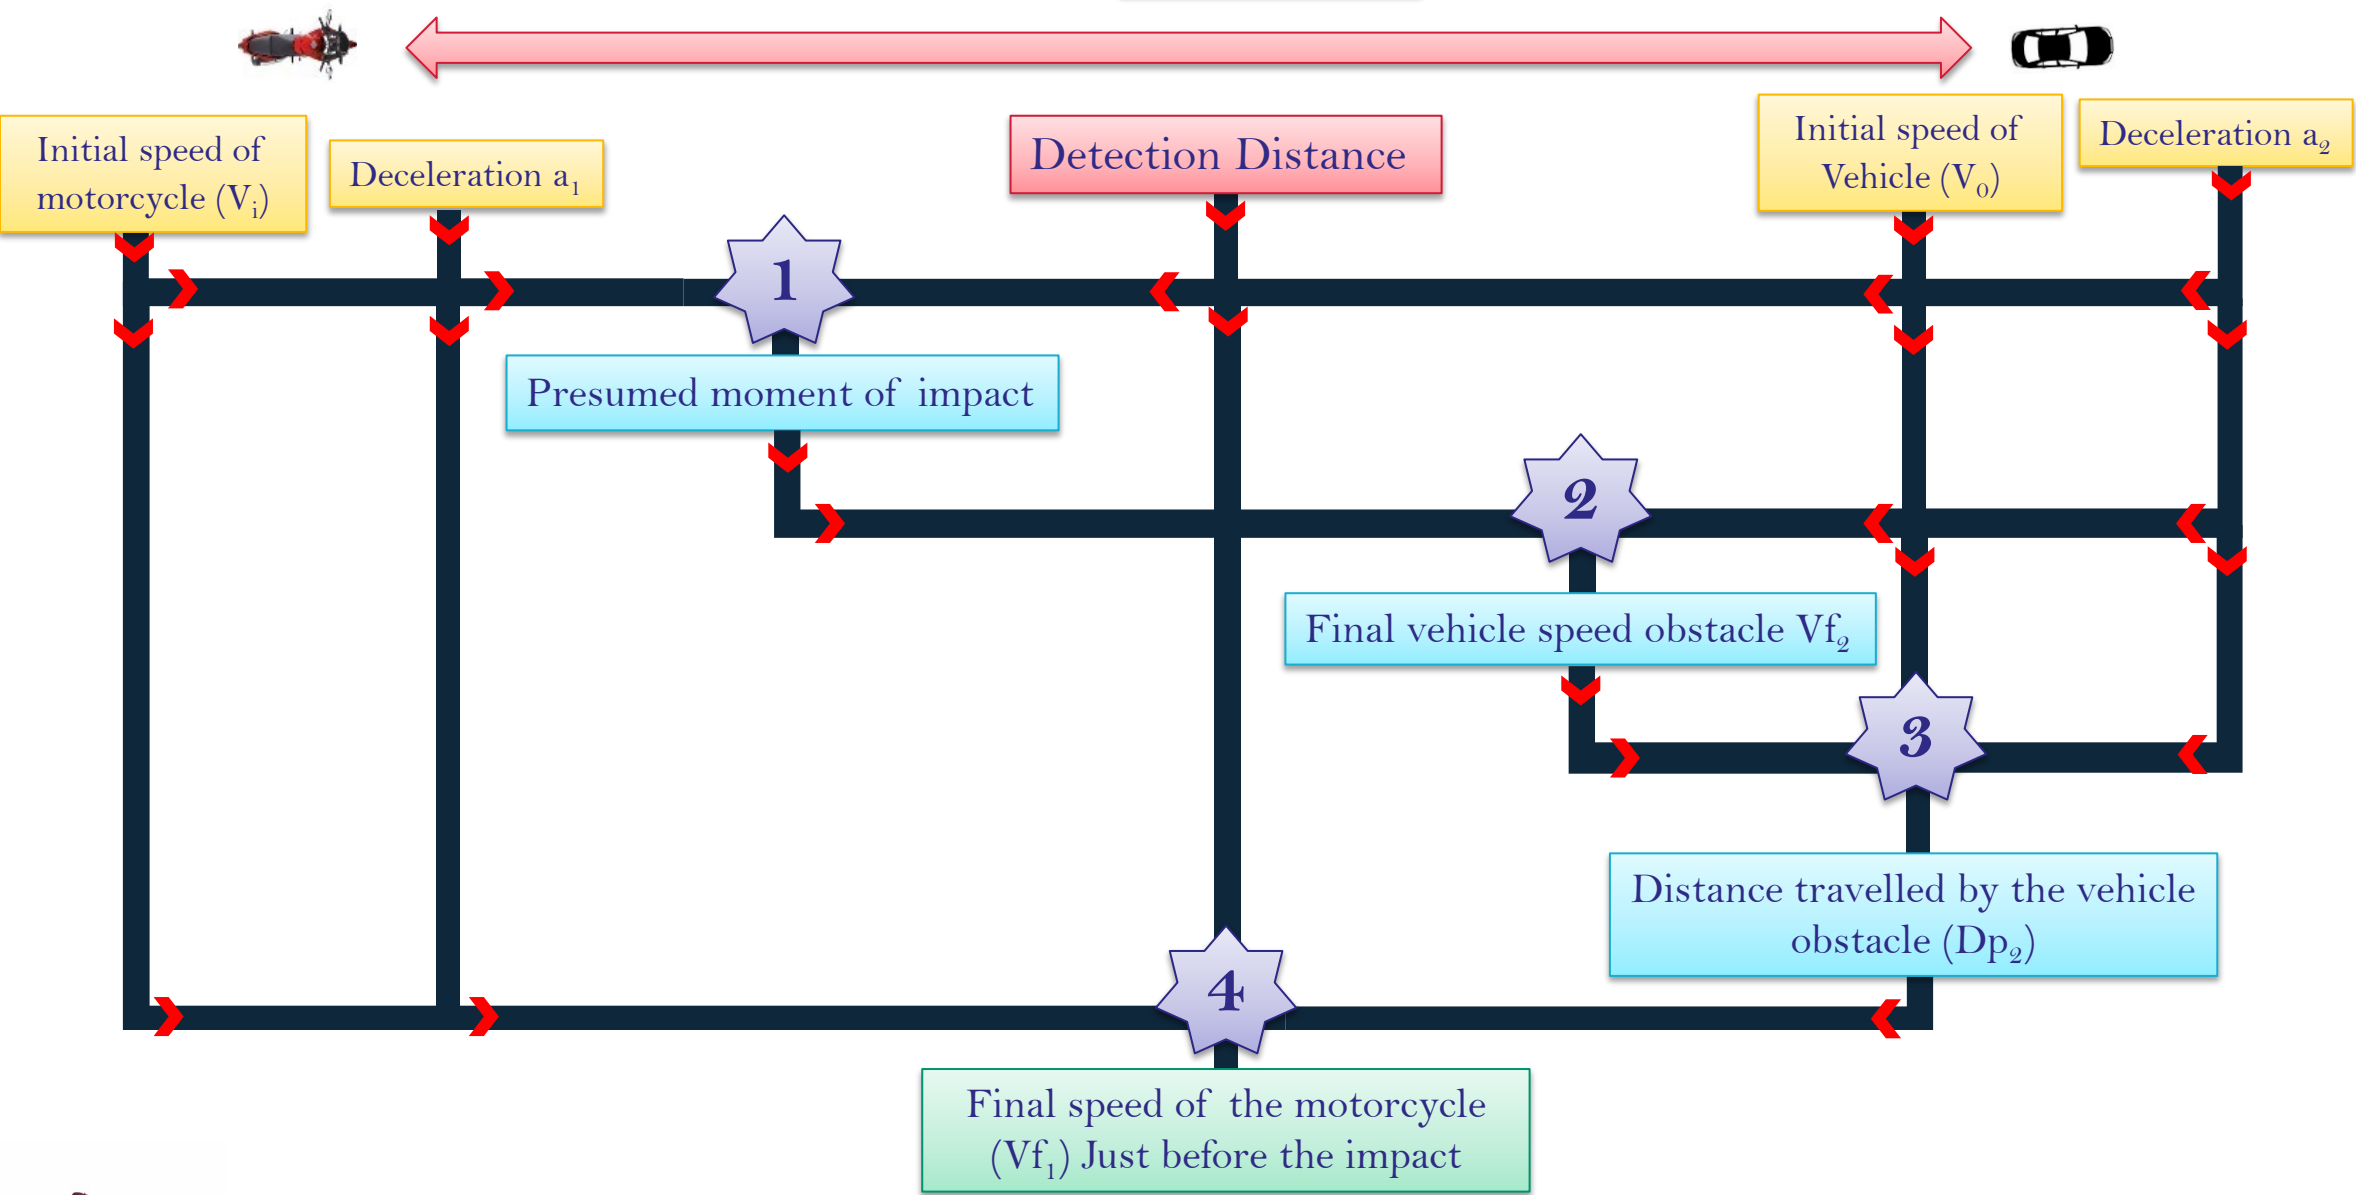 Initial speed of
motorcycle (Vᵢ)
Deceleration a₁
Detection Distance
Initial speed of
Vehicle (V₀)
Deceleration a₂
1
Presumed moment of impact
2
Final vehicle speed obstacle Vf₂
3
Distance travelled by the vehicle
obstacle (Dp₂)
4
Final speed of the motorcycle
(Vf₁) Just before the impact